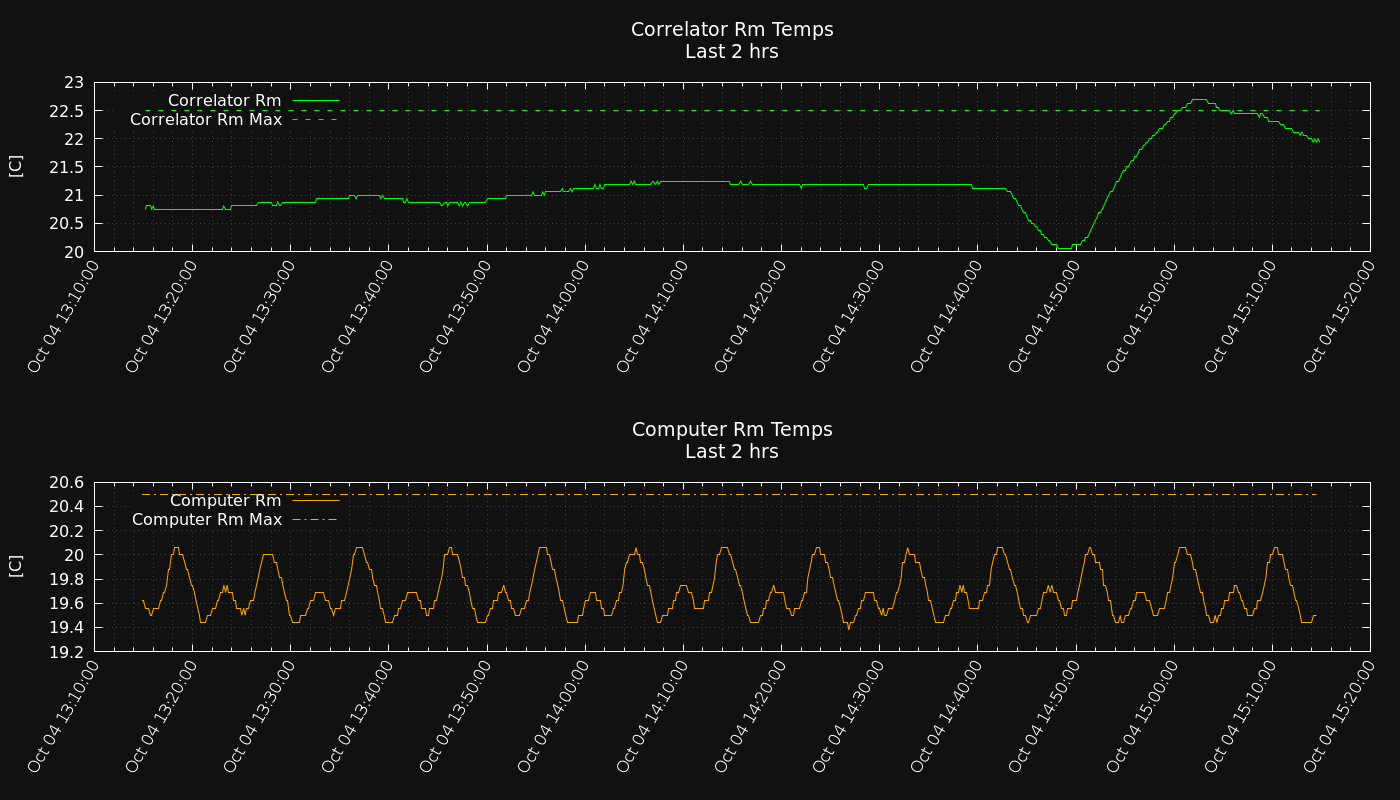 Correlator Rm Temps
Last 2 hrs
23
22.5
22
21.5
21
20.5
20
[C]
Correlator Rm
Correlator Rm Max
Oct 04 13:10:00
Oct 04 13:20:00
Oct 04 13:30:00
Oct 04 13:40:00
Oct 04 13:50:00
Oct 04 14:00:00
Oct 04 14:10:00
Oct 04 14:20:00
Oct 04 14:30:00
Oct 04 14:40:00
Oct 04 14:50:00
Oct 04 15:00:00
Oct 04 15:10:00
Oct 04 15:20:00
Computer Rm Temps
Last 2 hrs
20.6
20.4
20.2
20
19.8
19.6
19.4
19.2
[C]
Computer Rm
Computer Rm Max
Oct 04 13:10:00
Oct 04 13:20:00
Oct 04 13:30:00
Oct 04 13:40:00
Oct 04 13:50:00
Oct 04 14:00:00
Oct 04 14:10:00
Oct 04 14:20:00
Oct 04 14:30:00
Oct 04 14:40:00
Oct 04 14:50:00
Oct 04 15:00:00
Oct 04 15:10:00
Oct 04 15:20:00